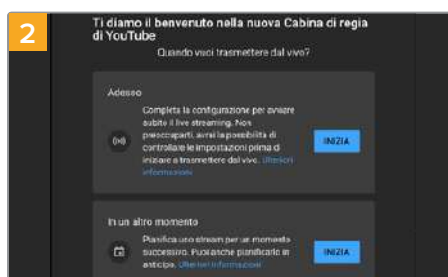 2
Ti diamo il benvenuto nella nuova Cabina di regia
di YouTube
Quando vuoi trasmettere dal vivo?
Adesso
Completa la configurazione per avviare
subito il live streaming. Non
preoccuparti, avrai la possibilità di
controllare le impostazioni prima di
iniziare a trasmettere dal vivo. Ulteriori
informazioni
INIZIA
In un altro momento
Pianifica uno stream per un momento
successivo. Puoi anche pianificarlo in
anticipo. Ulteriori informazioni
INIZIA